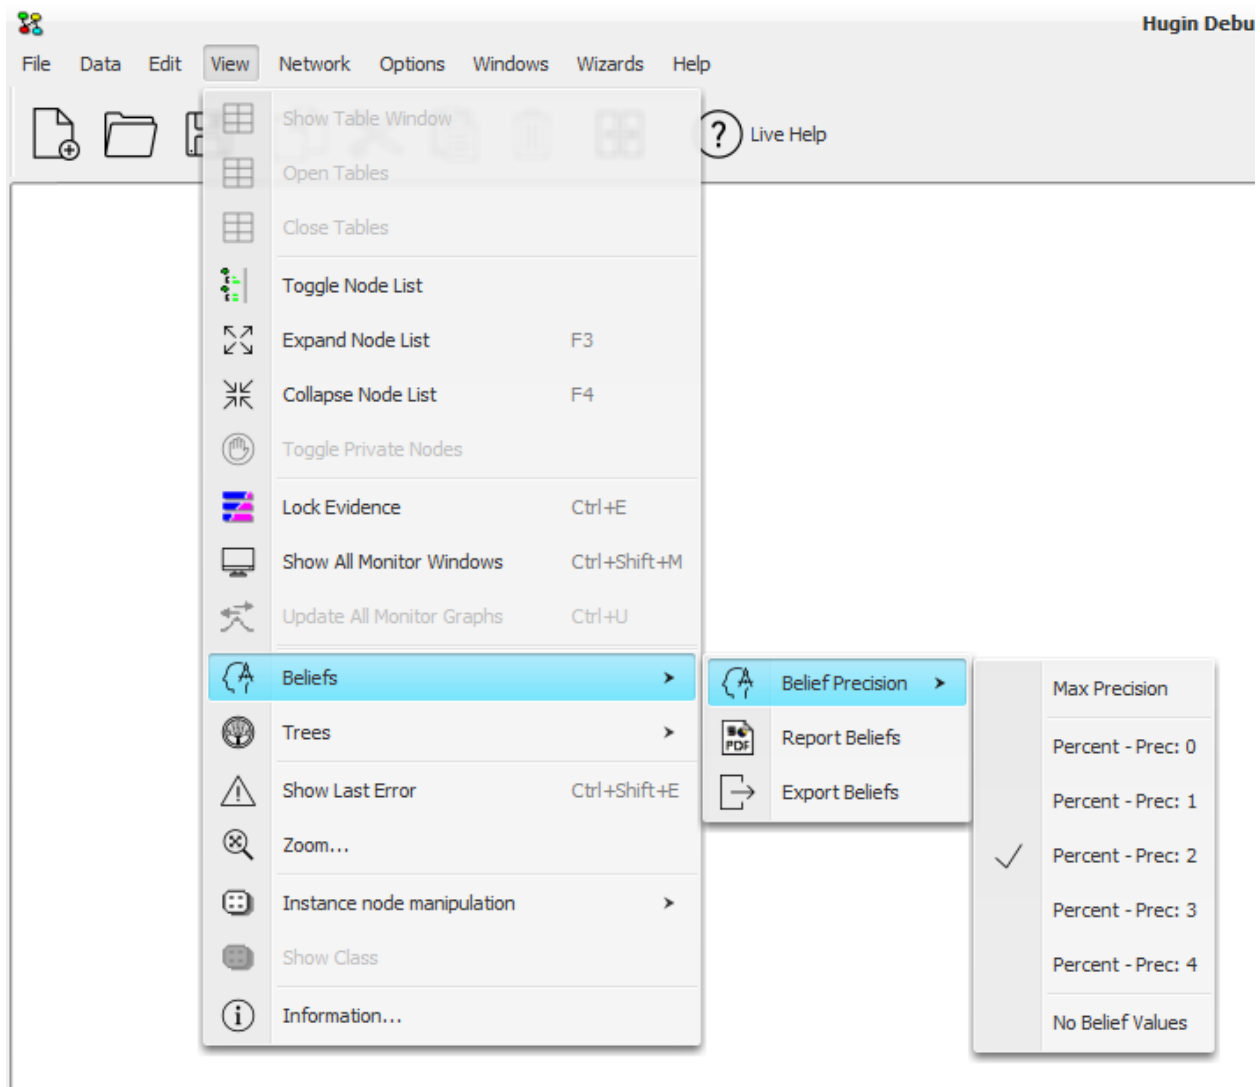 Hugin Debu
File Data Edit View Network Options Windows Wizards Help
? Live Help
Show Table Window
Open Tables
Close Tables
Toggle Node List
Expand Node List F3
Collapse Node List F4
Toggle Private Nodes
Lock Evidence Ctrl+E
Show All Monitor Windows Ctrl+Shift+M
Update All Monitor Graphs Ctrl+U
Beliefs
Trees
Show Last Error Ctrl+Shift+E
Zoom...
Instance node manipulation
Show Class
Information...
Belief Precision
PDF Report Beliefs
Export Beliefs
Max Precision
Percent - Prec: 0
Percent - Prec: 1
Percent - Prec: 2
Percent - Prec: 3
Percent - Prec: 4
No Belief Values